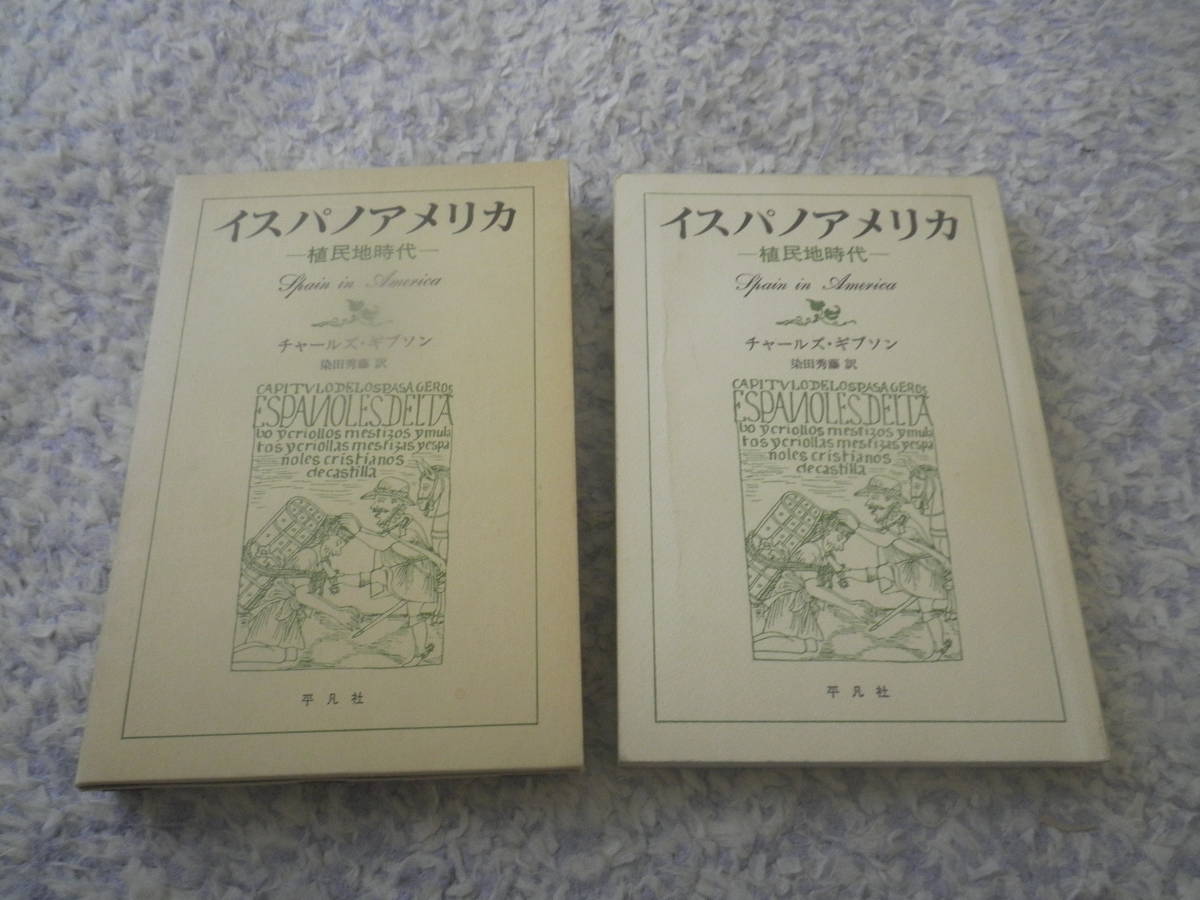 イスパノアメリカ
―植民地時代―
Spain in America
チャールズ・ギブソン
染田秀藤 訳
CAPITVLODELOSPASAGEROS
ESPAÑOLES.DELTA
bo ycriollos mestizos ymula
tos ycriollas mestizas yespa
ñoles cristianos
decastilla
平凡社
イスパノアメリカ
―植民地時代―
Spain in America
チャールズ・ギブソン
染田秀藤 訳
CAPITVLODELOSPASAGEROS
ESPAÑOLES.DELTA
bo ycriollos mestizos ymula
tos ycriollas mestizas yespa
ñoles cristianos
decastilla
平凡社